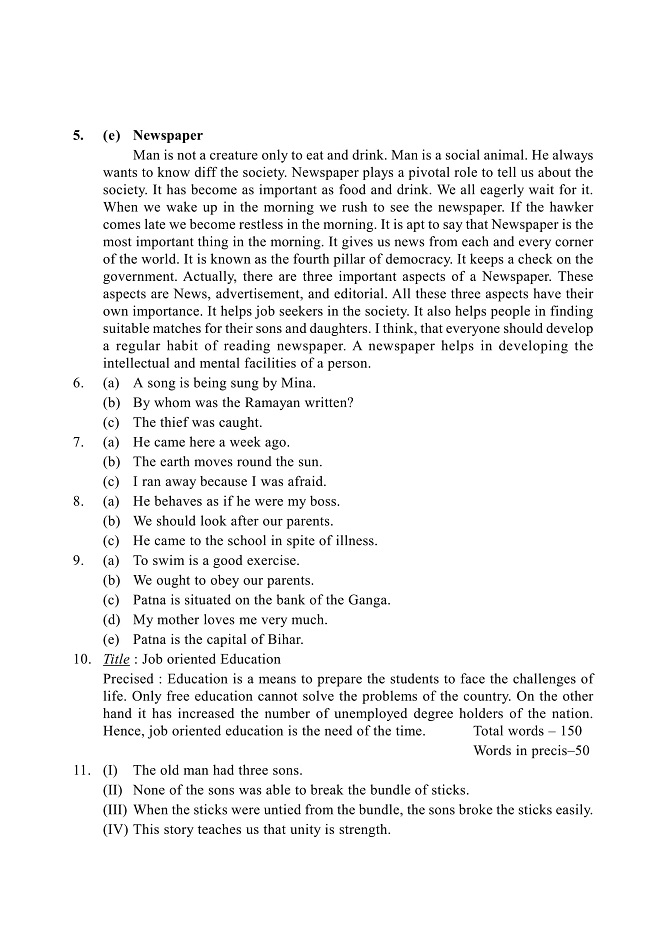 5. (e) Newspaper
Man is not a creature only to eat and drink. Man is a social animal. He always
wants to know diff the society. Newspaper plays a pivotal role to tell us about the
society. It has become as important as food and drink. We all eagerly wait for it.
When we wake up in the morning we rush to see the newspaper. If the hawker
comes late we become restless in the morning. It is apt to say that Newspaper is the
most important thing in the morning. It gives us news from each and every corner
of the world. It is known as the fourth pillar of democracy. It keeps a check on the
government. Actually, there are three important aspects of a Newspaper. These
aspects are News, advertisement, and editorial. All these three aspects have their
own importance. It helps job seekers in the society. It also helps people in finding
suitable matches for their sons and daughters. I think, that everyone should develop
a regular habit of reading newspaper. A newspaper helps in developing the
intellectual and mental facilities of a person.
6. (a) A song is being sung by Mina.
(b) By whom was the Ramayan written?
(c) The thief was caught.
7. (a) He came here a week ago.
(b) The earth moves round the sun.
(c) I ran away because I was afraid.
8. (a) He behaves as if he were my boss.
(b) We should look after our parents.
(c) He came to the school in spite of illness.
9. (a) To swim is a good exercise.
(b) We ought to obey our parents.
(c) Patna is situated on the bank of the Ganga.
(d) My mother loves me very much.
(e) Patna is the capital of Bihar.
10. Title : Job oriented Education
Precised : Education is a means to prepare the students to face the challenges of
life. Only free education cannot solve the problems of the country. On the other
hand it has increased the number of unemployed degree holders of the nation.
Hence, job oriented education is the need of the time. Total words – 150
Words in precis–50
11. (I) The old man had three sons.
(II) None of the sons was able to break the bundle of sticks.
(III) When the sticks were untied from the bundle, the sons broke the sticks easily.
(IV) This story teaches us that unity is strength.